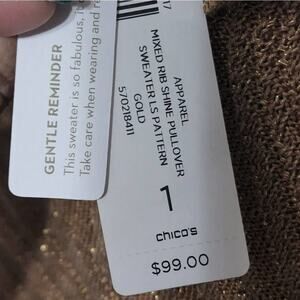 GENTLE REMINDER
This sweater is so fabulous,
Take care when wearing and
17
APPAREL
MIXED RIB SHINE PULLOVER
SWEATER LS PATTERN
GOLD
570218411
1
chico's
$99.00